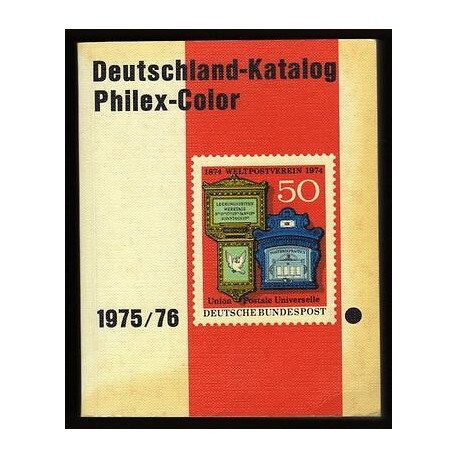 Deutschland-Katalog
Philex-Color
1874 WELTPOSTVEREIN 1974
50
Union Postale Universelle
DEUTSCHE BUNDESPOST
1975/76